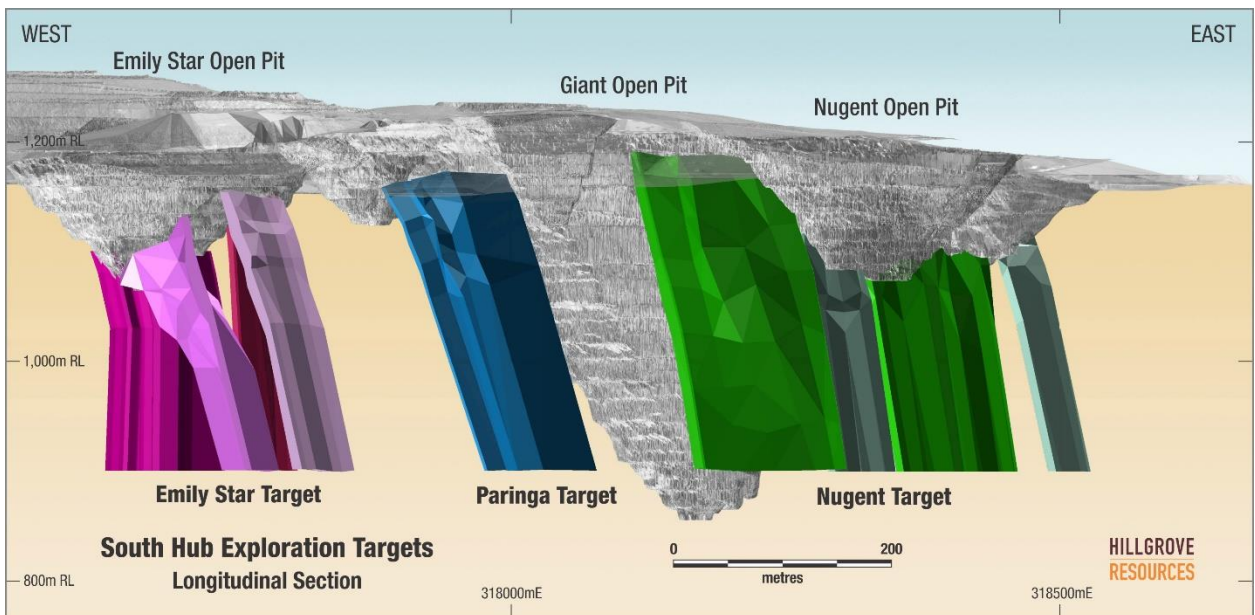 WEST
EAST
Emily Star Open Pit
Giant Open Pit
Nugent Open Pit
1,200m RL
1,000m RL
Emily Star Target
Paringa Target
Nugent Target
South Hub Exploration Targets
Longitudinal Section
0
200
metres
HILLGROVE
RESOURCES
800m RL
318000mE
318500mE